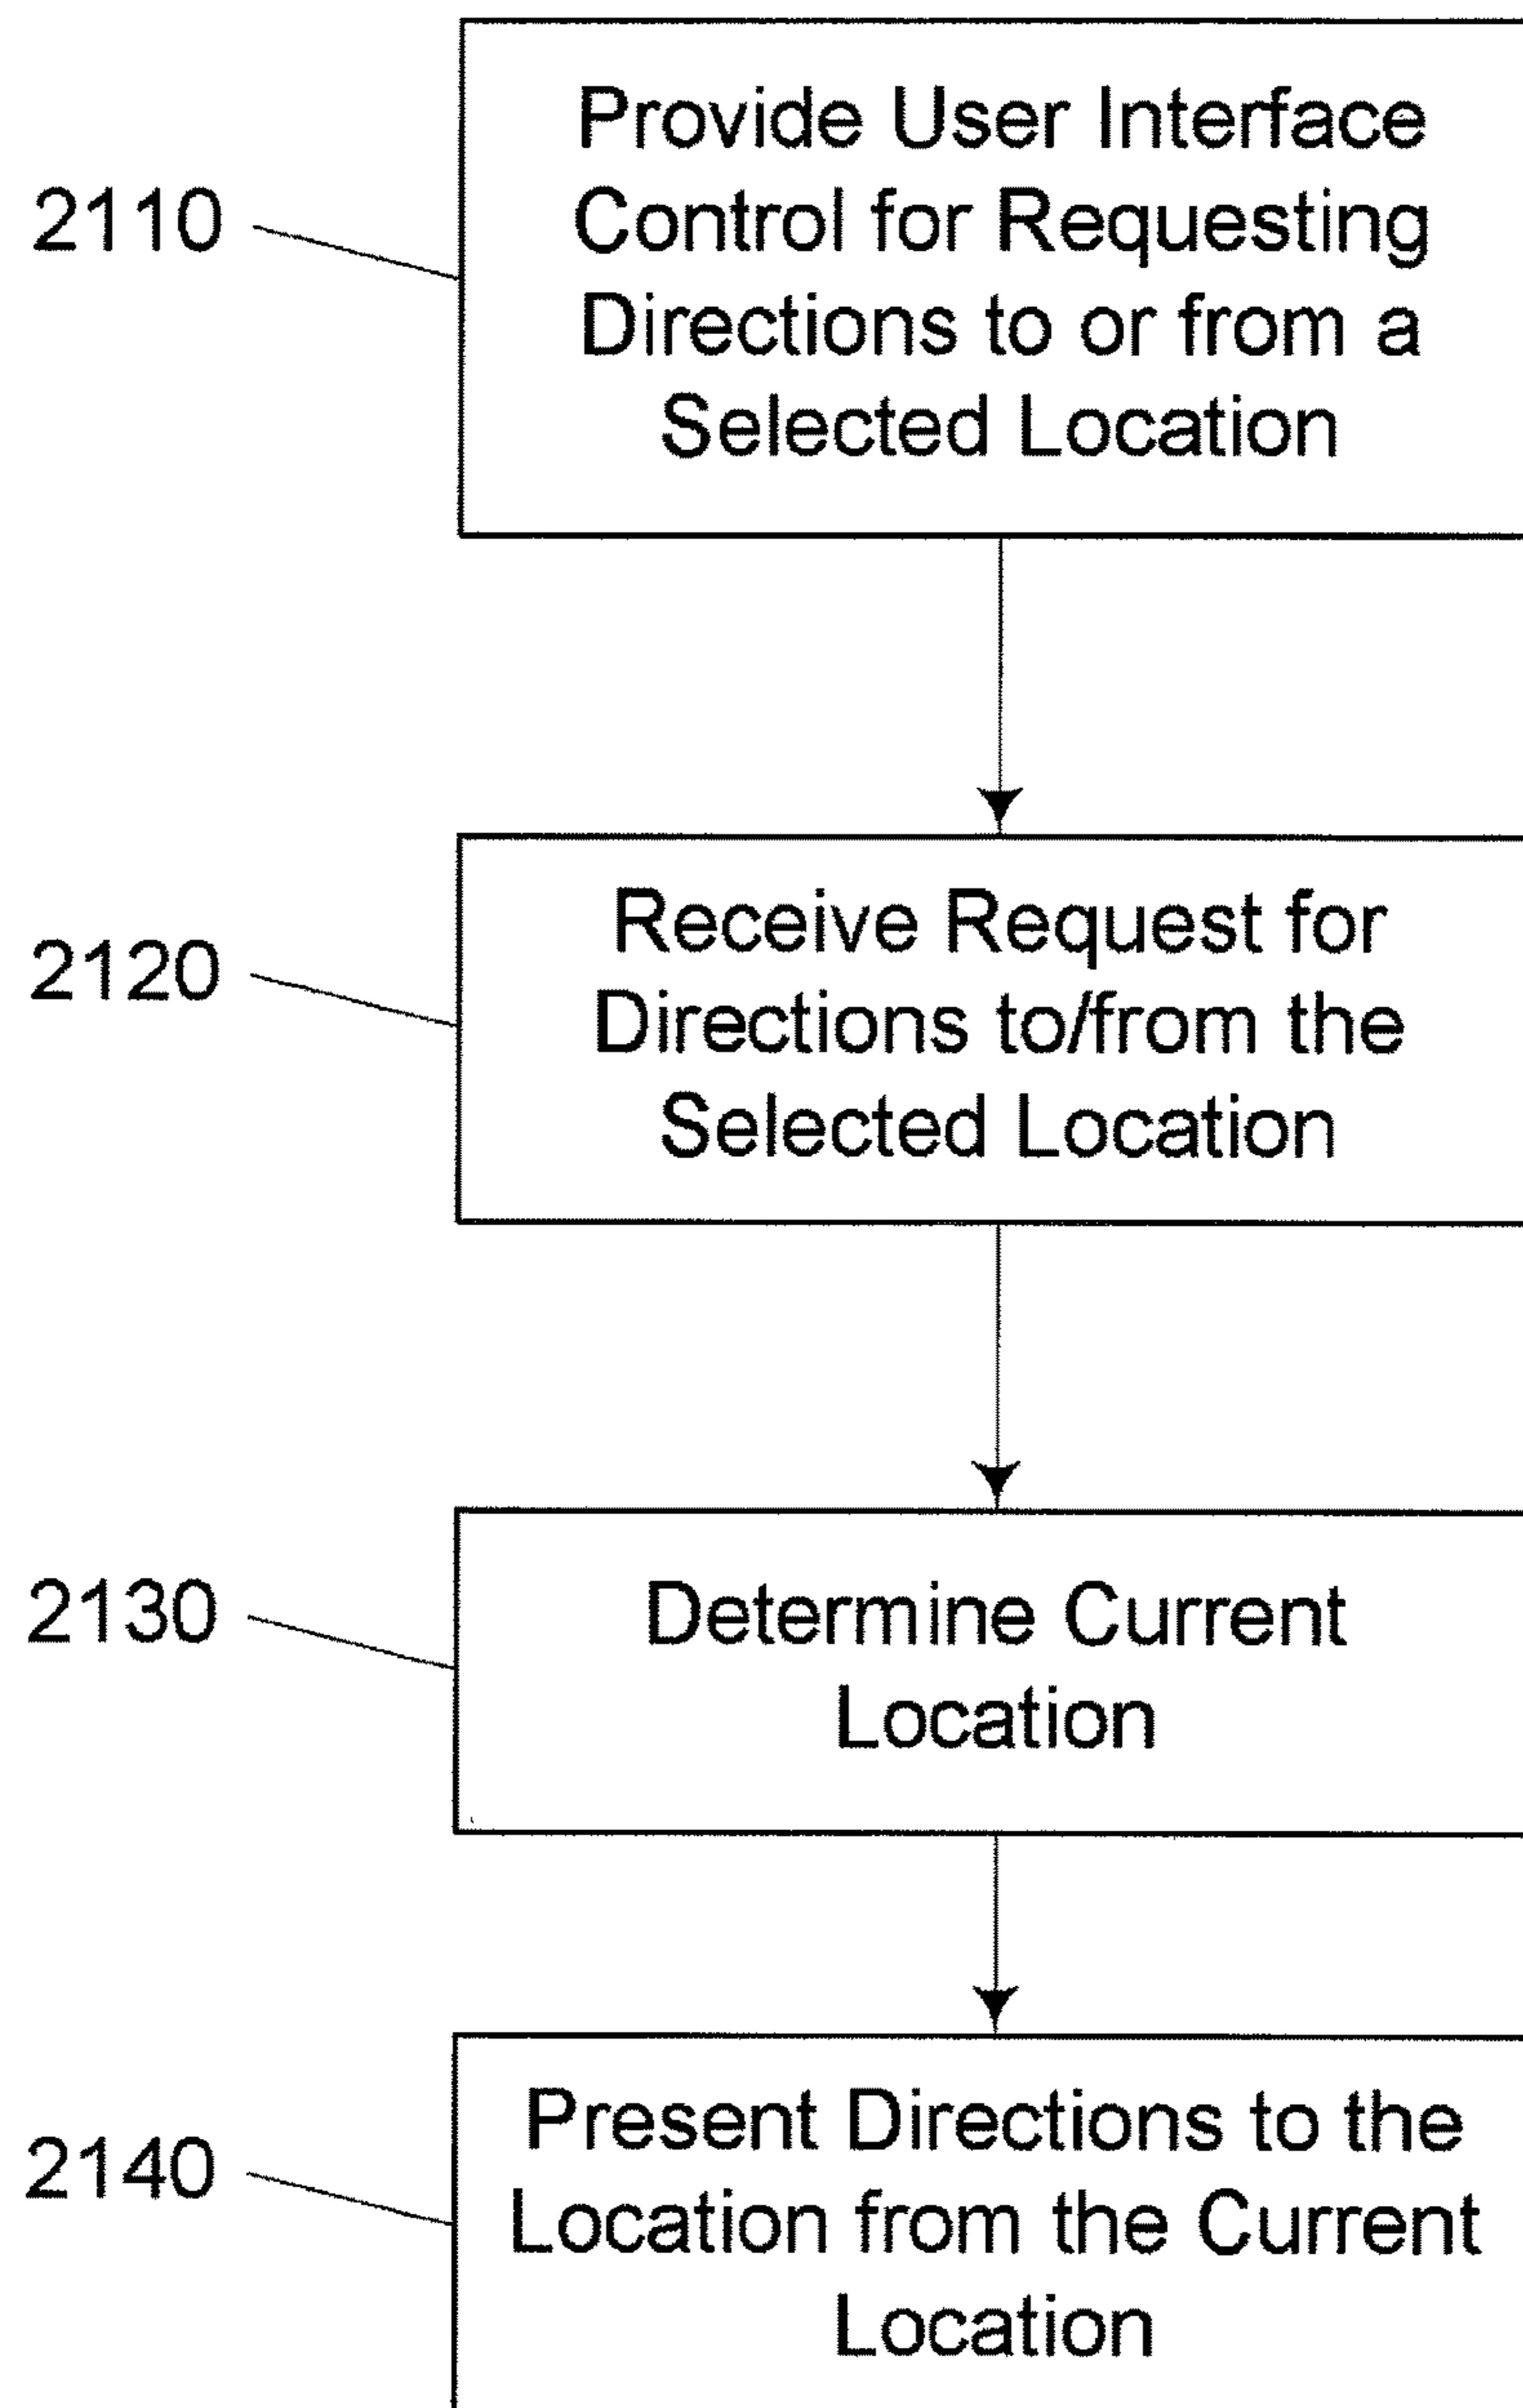 Provide User Interface
2110
Control for Requesting
Directions to or from a
Selected Location
Receive Request for
2120
Directions to/from the
Selected Location
2130
Determine Current
Location
Present Directions to the
2140
Location from the Current
Location